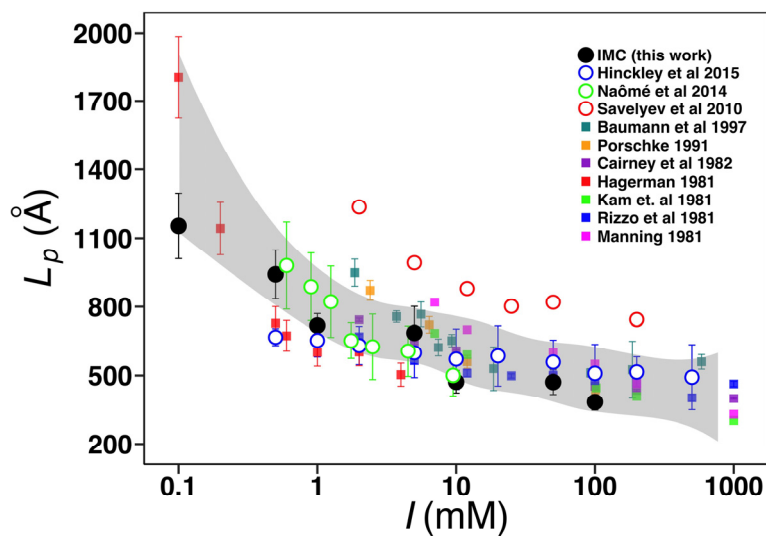 2000
1700
1400
1100
800
500
200
Lp (Å)
IMC (this work)
Hinckley et al 2015
Naômé et al 2014
Savelyev et al 2010
Baumann et al 1997
Porschke 1991
Cairney et al 1982
Hagerman 1981
Kam et. al 1981
Rizzo et al 1981
Manning 1981
0.1 1 10 100 1000
I (mM)